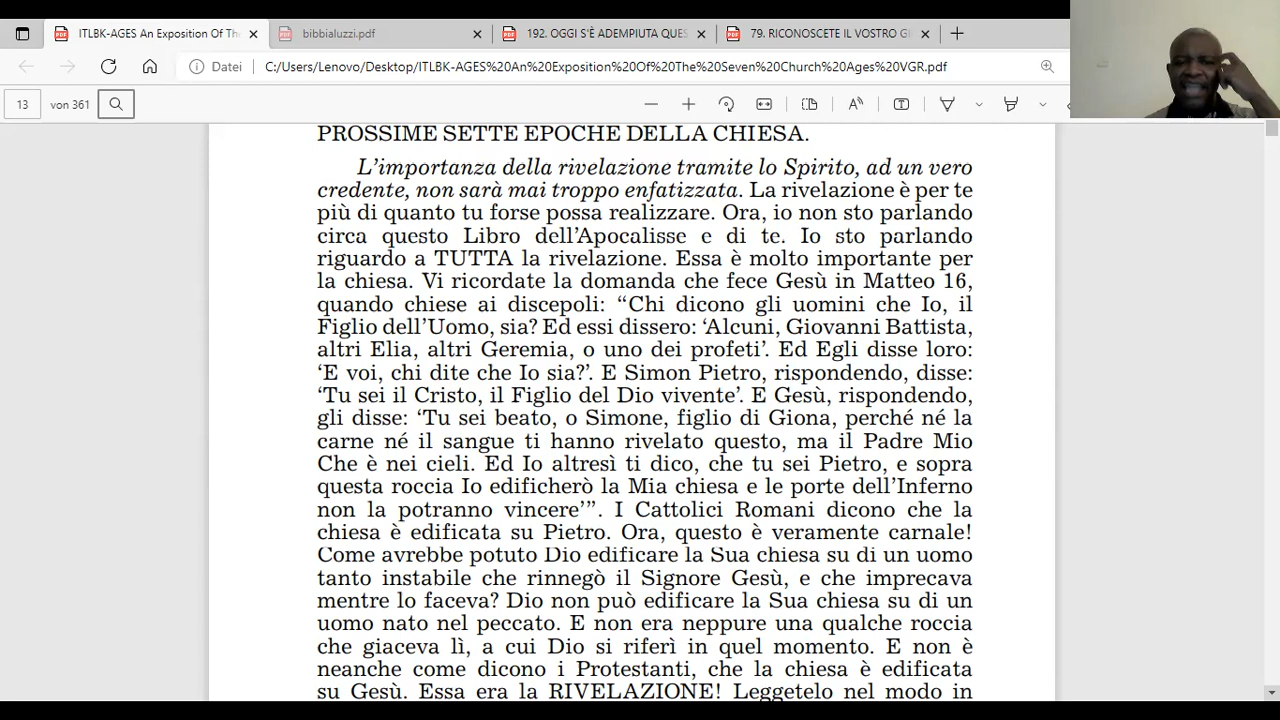 ITLBK-AGES An Exposition Of The
bibbialuzzi.pdf
192. OGGI S'È ADEMPIUTA QUES
79. RICONOSCETE IL VOSTRO G
Datei
C:/Users/Lenovo/Desktop/ITLBK-AGES%20An%20Exposition%20Of%20The%20Seven%20Church%20Ages%20VGR.pdf
13
von 361
PROSSIME SETTE EPOCHE DELLA CHIESA.
L’importanza della rivelazione tramite lo Spirito, ad un vero
credente, non sarà mai troppo enfatizzata. La rivelazione è per te
più di quanto tu forse possa realizzare. Ora, io non sto parlando
circa questo Libro dell’Apocalisse e di te. Io sto parlando
riguardo a TUTTA la rivelazione. Essa è molto importante per
la chiesa. Vi ricordate la domanda che fece Gesù in Matteo 16,
quando chiese ai discepoli: “Chi dicono gli uomini che Io, il
Figlio dell’Uomo, sia? Ed essi dissero: ‘Alcuni, Giovanni Battista,
altri Elia, altri Geremia, o uno dei profeti’. Ed Egli disse loro:
‘E voi, chi dite che Io sia?’. E Simon Pietro, rispondendo, disse:
‘Tu sei il Cristo, il Figlio del Dio vivente’. E Gesù, rispondendo,
gli disse: ‘Tu sei beato, o Simone, figlio di Giona, perché né la
carne né il sangue ti hanno rivelato questo, ma il Padre Mio
Che è nei cieli. Ed Io altresì ti dico, che tu sei Pietro, e sopra
questa roccia Io edificherò la Mia chiesa e le porte dell’Inferno
non la potranno vincere’”. I Cattolici Romani dicono che la
chiesa è edificata su Pietro. Ora, questo è veramente carnale!
Come avrebbe potuto Dio edificare la Sua chiesa su di un uomo
tanto instabile che rinnegò il Signore Gesù, e che imprecava
mentre lo faceva? Dio non può edificare la Sua chiesa su di un
uomo nato nel peccato. E non era neppure una qualche roccia
che giaceva lì, a cui Dio si riferì in quel momento. E non è
neanche come dicono i Protestanti, che la chiesa è edificata
su Gesù. Essa era la RIVELAZIONE! Leggetelo nel modo in